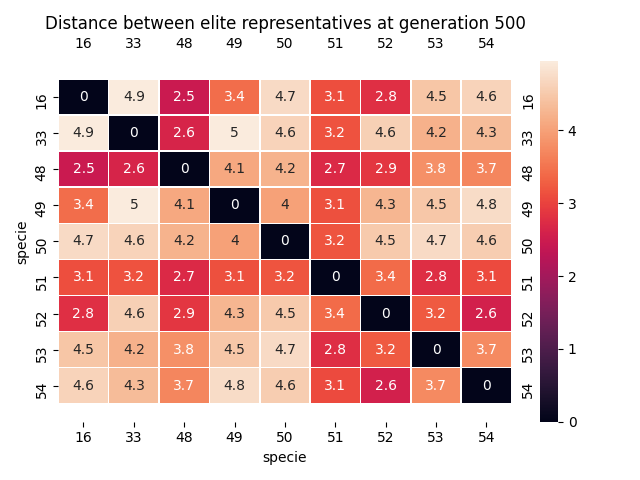 Distance between elite representatives at generation 500
16 33 48 49 50 51 52 53 54
16 0 4.9 2.5 3.4 4.7 3.1 2.8 4.5 4.6 16
33 4.9 0 2.6 5 4.6 3.2 4.6 4.2 4.3 33
48 2.5 2.6 0 4.1 4.2 2.7 2.9 3.8 3.7 48
49 3.4 5 4.1 0 4 3.1 4.3 4.5 4.8 49
50 4.7 4.6 4.2 4 0 3.2 4.5 4.7 4.6 50
51 3.1 3.2 2.7 3.1 3.2 0 3.4 2.8 3.1 51
52 2.8 4.6 2.9 4.3 4.5 3.4 0 3.2 2.6 52
53 4.5 4.2 3.8 4.5 4.7 2.8 3.2 0 3.7 53
54 4.6 4.3 3.7 4.8 4.6 3.1 2.6 3.7 0 54
16 33 48 49 50 51 52 53 54
specie
specie
4
3
2
1
0